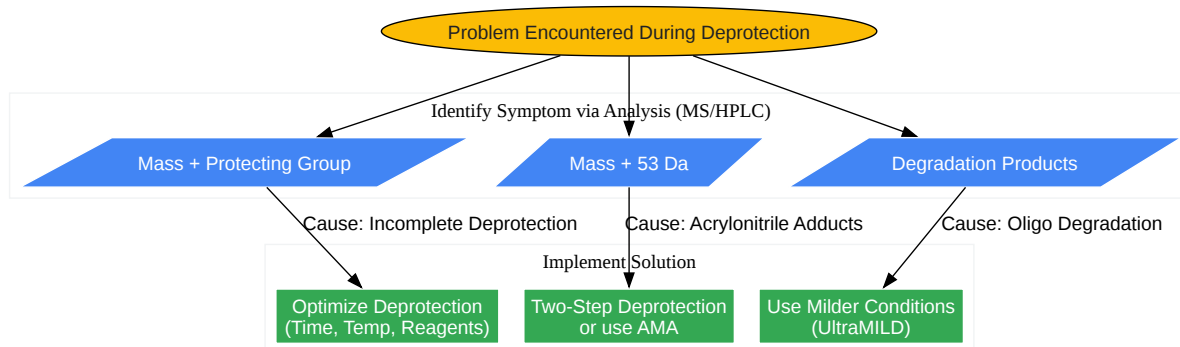 Problem Encountered During Deprotection
Identify Symptom via Analysis (MS/HPLC)
Mass + Protecting Group
Mass + 53 Da
Degradation Products
Cause: Incomplete Deprotection
Cause: Acrylonitrile Adducts
Cause: Oligo Degradation
Implement Solution
Optimize Deprotection
(Time, Temp, Reagents)
Two-Step Deprotection
or use AMA
Use Milder Conditions
(UltraMILD)